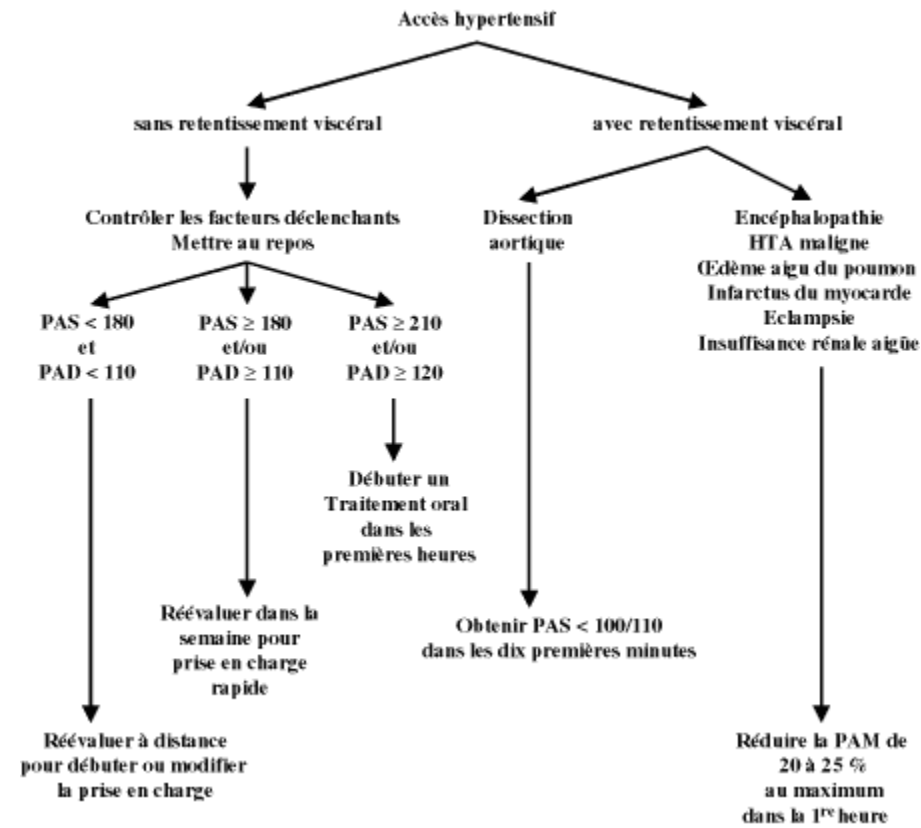 Accès hypertensif
sans retentissement viscéral
avec retentissement viscéral
Contrôler les facteurs déclenchants
Mettre au repos
Dissection
aortique
Encéphalopathie
HTA maligne
Œdème aigu du poumon
Infarctus du myocarde
Eclampsie
Insuffisance rénale aigüe
PAS < 180
et
PAD < 110
PAS ≥ 180
et/ou
PAD ≥ 110
PAS ≥ 210
et/ou
PAD ≥ 120
Débuter un
Traitement oral
dans les
premières heures
Réévaluer dans la
semaine pour
prise en charge
rapide
Obtenir PAS < 100/110
dans les dix premières minutes
Réévaluer à distance
pour débuter ou modifier
la prise en charge
Réduire la PAM de
20 à 25 %
au maximum
dans la 1re heure